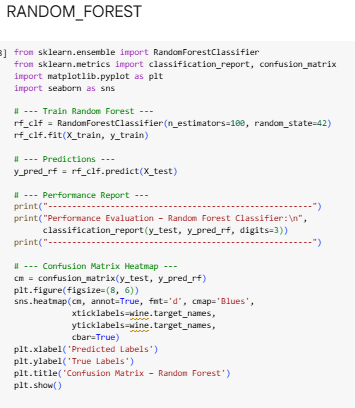 RANDOM_FOREST
3] from sklearn.ensemble import RandomForestClassifier
from sklearn.metrics import classification_report, confusion_matrix
import matplotlib.pyplot as plt
import seaborn as sns
# --- Train Random Forest ---
rf_clf = RandomForestClassifier(n_estimators=100, random_state=42)
rf_clf.fit(X_train, y_train)
# --- Predictions ---
y_pred_rf = rf_clf.predict(X_test)
# --- Performance Report ---
print("------------------------------------------------------")
print("Performance Evaluation – Random Forest Classifier:\n",
classification_report(y_test, y_pred_rf, digits=3))
print("------------------------------------------------------")
# --- Confusion Matrix Heatmap ---
cm = confusion_matrix(y_test, y_pred_rf)
plt.figure(figsize=(8, 6))
sns.heatmap(cm, annot=True, fmt='d', cmap='Blues',
xticklabels=wine.target_names,
yticklabels=wine.target_names,
cbar=True)
plt.xlabel('Predicted Labels')
plt.ylabel('True Labels')
plt.title('Confusion Matrix – Random Forest')
plt.show()